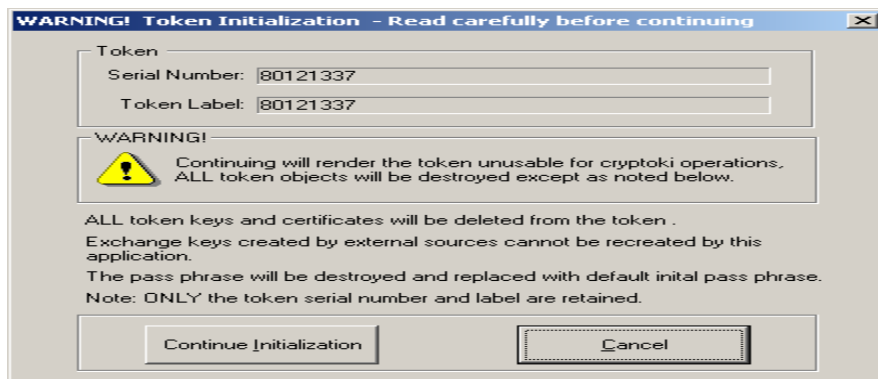 WARNING! Token Initialization - Read carefully before continuing
Token
Serial Number: 80121337
Token Label: 80121337
WARNING!
Continuing will render the token unusable for cryptoki operations,
ALL token objects will be destroyed except as noted below.
ALL token keys and certificates will be deleted from the token .
Exchange keys created by external sources cannot be recreated by this
application.
The pass phrase will be destroyed and replaced with default inital pass phrase.
Note: ONLY the token serial number and label are retained.
Continue Initialization
Cancel